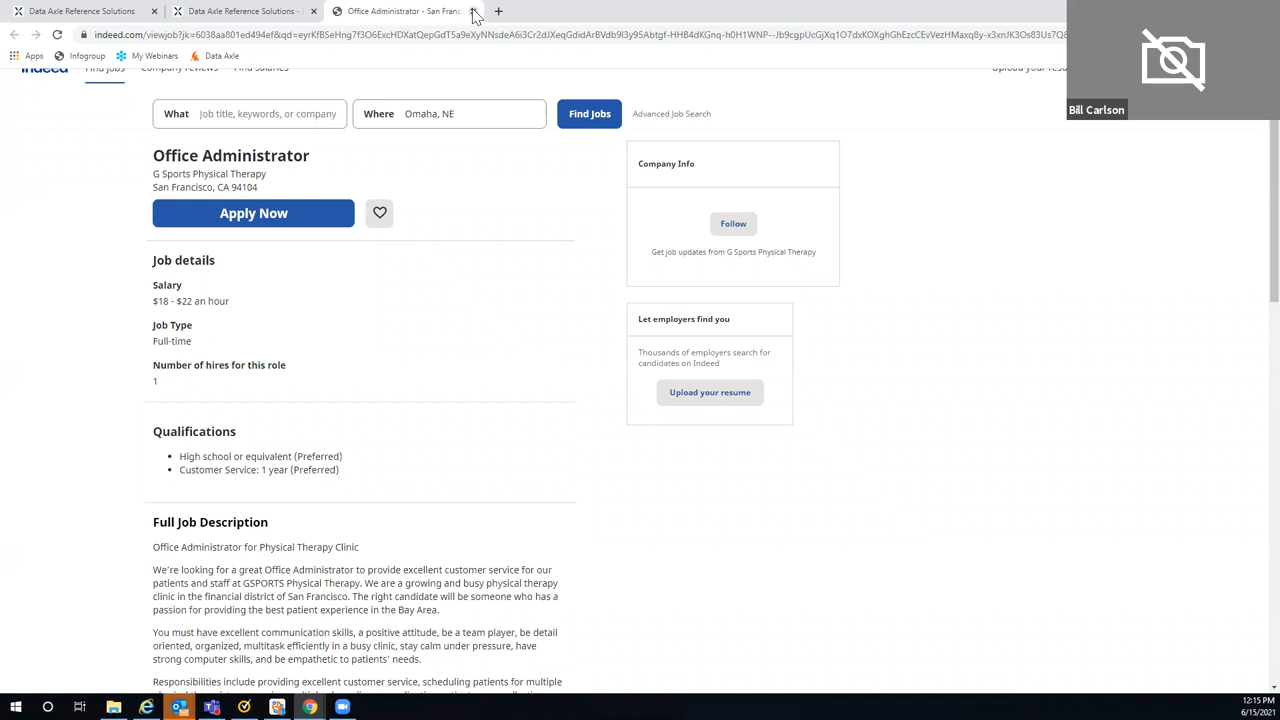 Data Axle Reference Solutions
Data Axle Reference Solutions -
Office Administrator - San Franc
Bill Carlson
Apps
Infogroup
My Webinars
Data Axle
indeed
Find Jobs
Company reviews
Find salaries
Upload your resu
What
Job title, keywords, or company
Where
Omaha, NE
Find Jobs
Advanced Job Search
Office Administrator
G Sports Physical Therapy
San Francisco, CA 94104
Apply Now
Job details
Salary
$18 - $22 an hour
Job Type
Full-time
Number of hires for this role
1
Qualifications
• High school or equivalent (Preferred)
• Customer Service: 1 year (Preferred)
Full Job Description
Office Administrator for Physical Therapy Clinic
We're looking for a great Office Administrator to provide excellent customer service for our
patients and staff at GSPORTS Physical Therapy. We are a growing and busy physical therapy
clinic in the financial district of San Francisco. The right candidate will be someone who has a
passion for providing the best patient experience in the Bay Area.
You must have excellent communication skills, a positive attitude, be a team player, be detail
oriented, organized, multitask efficiently in a busy clinic, stay calm under pressure, have
strong computer skills, and be empathetic to patients' needs.
Responsibilities include providing excellent customer service, scheduling patients for multiple
Company Info
Follow
Get job updates from G Sports Physical Therapy
Let employers find you
Thousands of employers search for
candidates on Indeed
Upload your resume
12:15 PM
6/15/2021